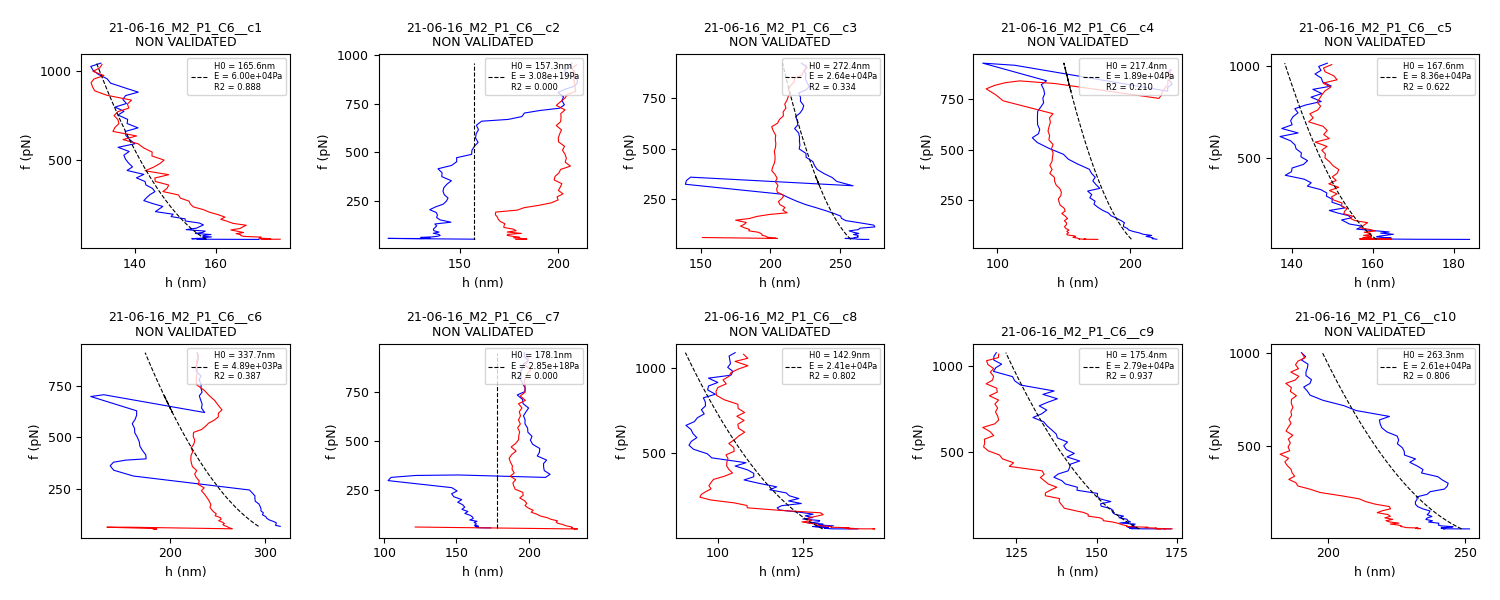 21-06-16_M2_P1_C6__c1
NON VALIDATED
H0 = 165.6nm
E = 6.00e+04Pa
R2 = 0.888
1000
500
f (pN)
140 160
h (nm)
21-06-16_M2_P1_C6__c2
NON VALIDATED
H0 = 157.3nm
E = 3.08e+19Pa
R2 = 0.000
1000
750
500
250
f (pN)
150 200
h (nm)
21-06-16_M2_P1_C6__c3
NON VALIDATED
H0 = 272.4nm
E = 2.64e+04Pa
R2 = 0.334
750
500
250
f (pN)
150 200 250
h (nm)
21-06-16_M2_P1_C6__c4
NON VALIDATED
H0 = 217.4nm
E = 1.89e+04Pa
R2 = 0.210
750
500
250
f (pN)
100 200
h (nm)
21-06-16_M2_P1_C6__c5
NON VALIDATED
H0 = 167.6nm
E = 8.36e+04Pa
R2 = 0.622
1000
500
f (pN)
140 160 180
h (nm)
21-06-16_M2_P1_C6__c6
NON VALIDATED
H0 = 337.7nm
E = 4.89e+03Pa
R2 = 0.387
750
500
250
f (pN)
200 300
h (nm)
21-06-16_M2_P1_C6__c7
NON VALIDATED
H0 = 178.1nm
E = 2.85e+18Pa
R2 = 0.000
750
500
250
f (pN)
100 150 200
h (nm)
21-06-16_M2_P1_C6__c8
NON VALIDATED
H0 = 142.9nm
E = 2.41e+04Pa
R2 = 0.802
1000
500
f (pN)
100 125
h (nm)
21-06-16_M2_P1_C6__c9
H0 = 175.4nm
E = 2.79e+04Pa
R2 = 0.937
1000
500
f (pN)
125 150 175
h (nm)
21-06-16_M2_P1_C6__c10
NON VALIDATED
H0 = 263.3nm
E = 2.61e+04Pa
R2 = 0.806
1000
500
f (pN)
200 250
h (nm)